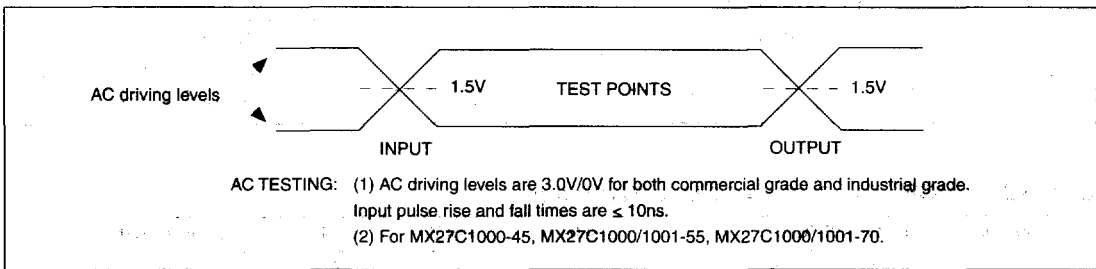 AC driving levels
1.5V
TEST POINTS
1.5V
INPUT
OUTPUT
AC TESTING: (1) AC driving levels are 3.0V/0V for both commercial grade and industrial grade.
Input pulse rise and fall times are ≤ 10ns.
(2) For MX27C1000-45, MX27C1000/1001-55, MX27C1000/1001-70.